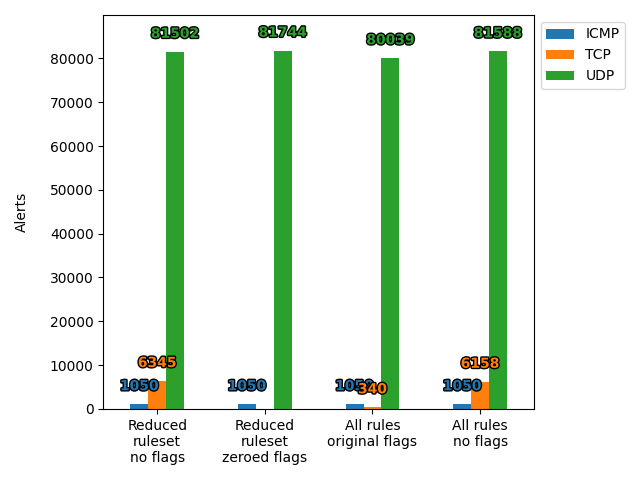 81502
81744
80039
81588
ICMP
TCP
UDP
80000
70000
60000
50000
40000
30000
20000
10000
0
Alerts
6345
1050
1050
1050
340
6158
1050
Reduced
ruleset
no flags
Reduced
ruleset
zeroed flags
All rules
original flags
All rules
no flags